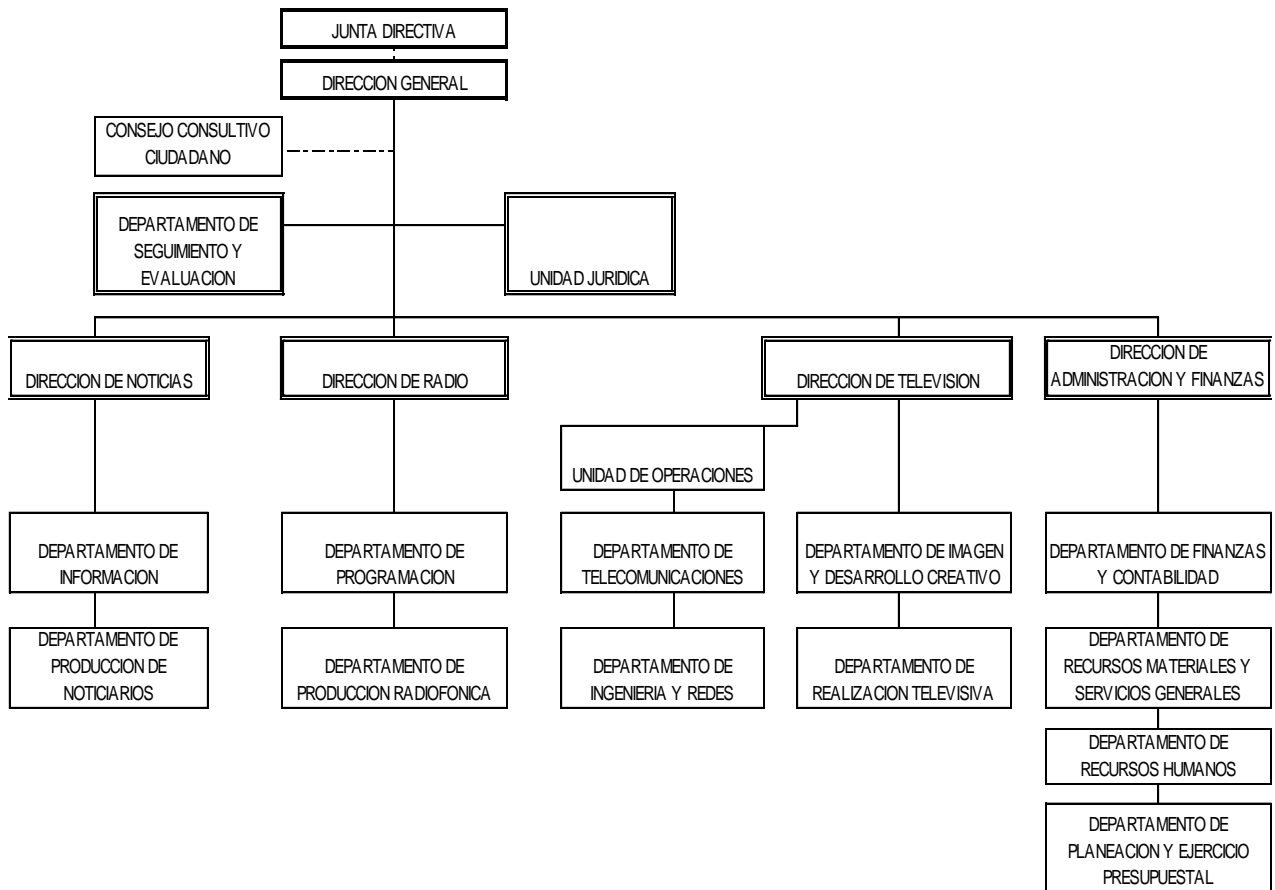 JUNTA DIRECTIVA
DIRECCION GENERAL
CONSEJO CONSULTIVO
CIUDADANO
DEPARTAMENTO DE
SEGUIMIENTO Y
EVALUACION
UNIDAD JURIDICA
DIRECCION DE NOTICIAS
DIRECCION DE RADIO
DIRECCION DE TELEVISION
DIRECCION DE
ADMINISTRACION Y FINANZAS
UNIDAD DE OPERACIONES
DEPARTAMENTO DE
INFORMACION
DEPARTAMENTO DE
PROGRAMACION
DEPARTAMENTO DE
TELECOMUNICACIONES
DEPARTAMENTO DE IMAGEN
Y DESARROLLO CREATIVO
DEPARTAMENTO DE FINANZAS
Y CONTABILIDAD
DEPARTAMENTO DE
PRODUCCION DE
NOTICIARIOS
DEPARTAMENTO DE
PRODUCCION RADIOFONICA
DEPARTAMENTO DE
INGENIERIA Y REDES
DEPARTAMENTO DE
REALIZACION TELEVISIVA
DEPARTAMENTO DE
RECURSOS MATERIALES Y
SERVICIOS GENERALES
DEPARTAMENTO DE
RECURSOS HUMANOS
DEPARTAMENTO DE
PLANEACION Y EJERCICIO
PRESUPUESTAL